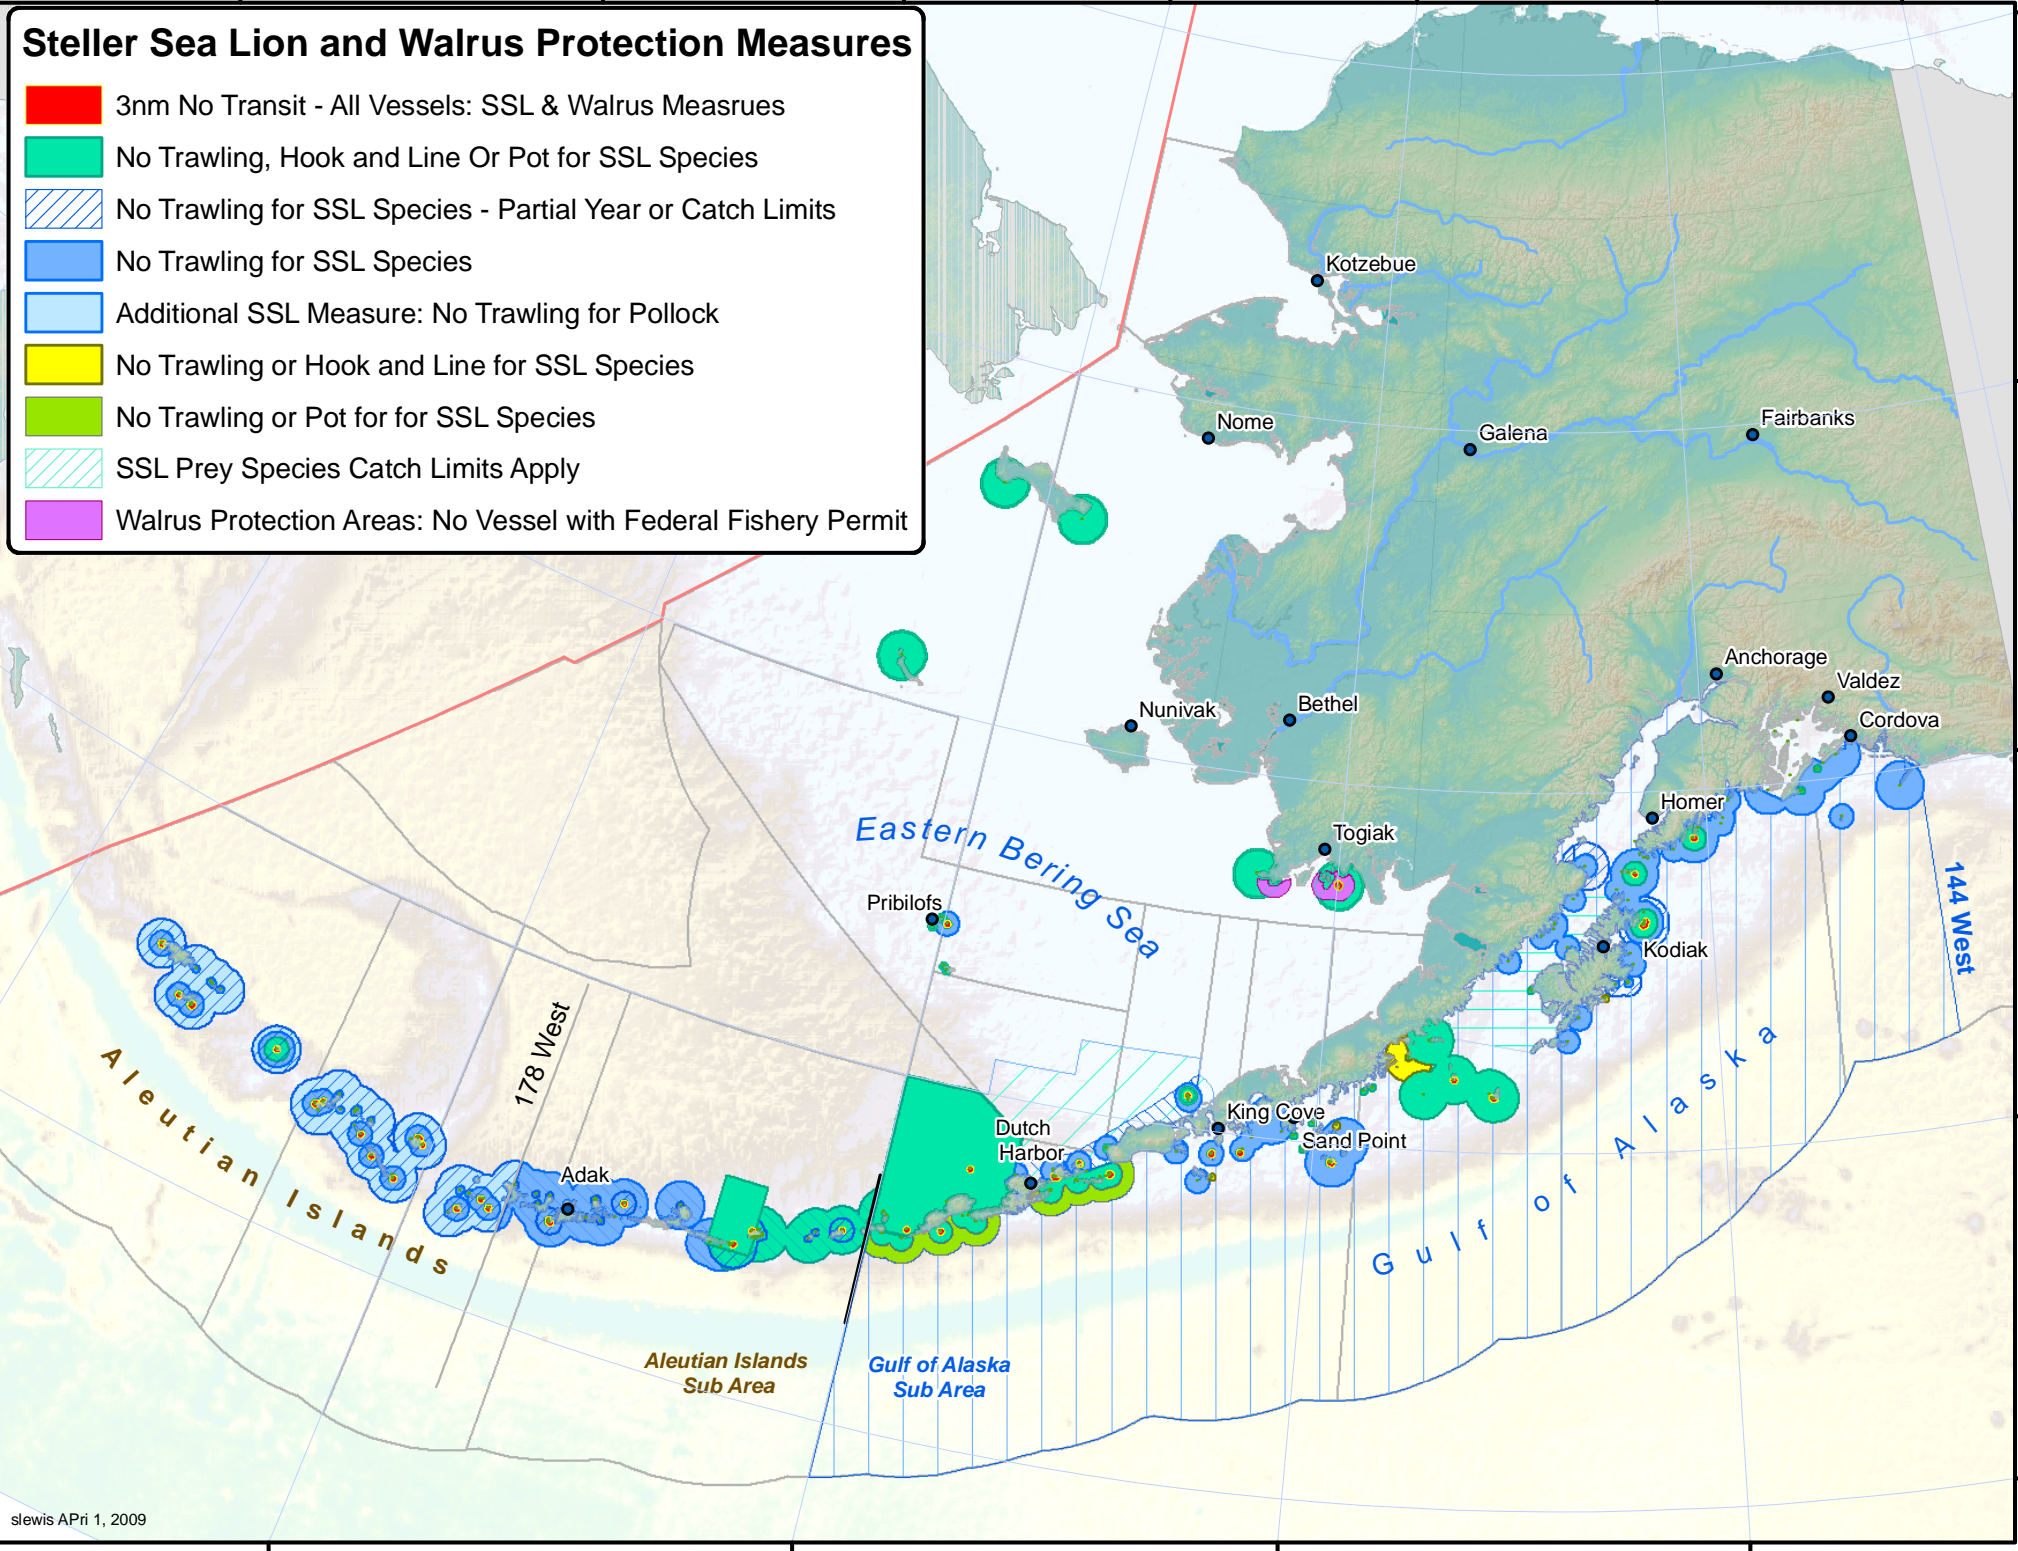 Steller Sea Lion and Walrus Protection Measures
3nm No Transit - All Vessels: SSL & Walrus Measrues
No Trawling, Hook and Line Or Pot for SSL Species
No Trawling for SSL Species - Partial Year or Catch Limits
No Trawling for SSL Species
Additional SSL Measure: No Trawling for Pollock
No Trawling or Hook and Line for SSL Species
No Trawling or Pot for for SSL Species
SSL Prey Species Catch Limits Apply
Walrus Protection Areas: No Vessel with Federal Fishery Permit
Kotzebue
Nome
Galena
Fairbanks
Anchorage
Valdez
Nunivak
Bethel
Cordova
Homer
Eastern Bering Sea
Togiak
Pribilofs
144 West
Kodiak
178 West
Aleutian Islands
Gulf of Alaska
King Cove
Dutch
Harbor
Sand Point
Adak
Aleutian Islands
Sub Area
Gulf of Alaska
Sub Area
slewis APri 1, 2009